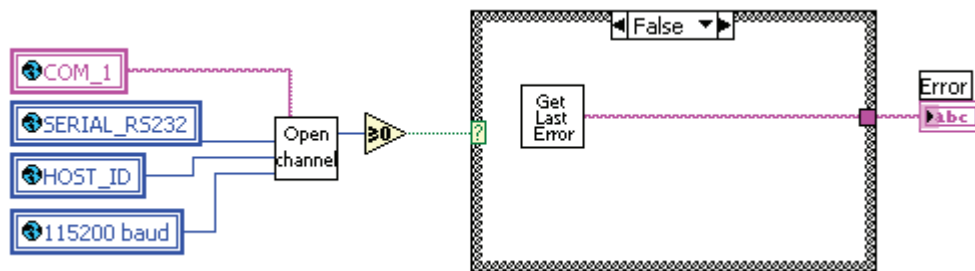 False
COM_1
SERIAL_RS232
HOST_ID
115200 baud
Open
channel
≥0
?
Get
Last
Error
Error
abc